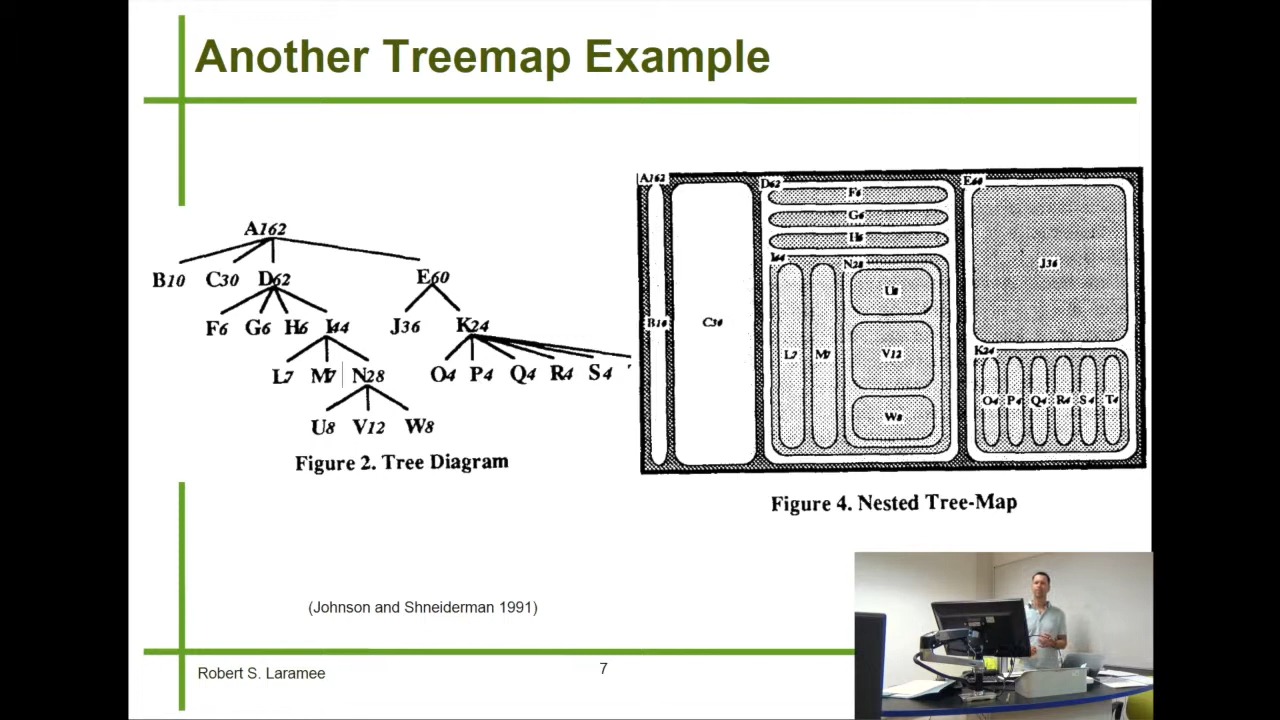 Another Treemap Example
A162
B10 C30 D62 E60
F6 G6 H6 I44 J36 K24
L7 M7 N28 O4 P4 Q4 R4 S4
U8 V12 W8
Figure 2. Tree Diagram
A162
B10
C30
D62
F6
G6
H6
I44
L7
M7
N28
U8
V12
W8
E60
J36
K24
O4 P4 Q4 R4 S4 T4
Figure 4. Nested Tree-Map
(Johnson and Shneiderman 1991)
Robert S. Laramee
7